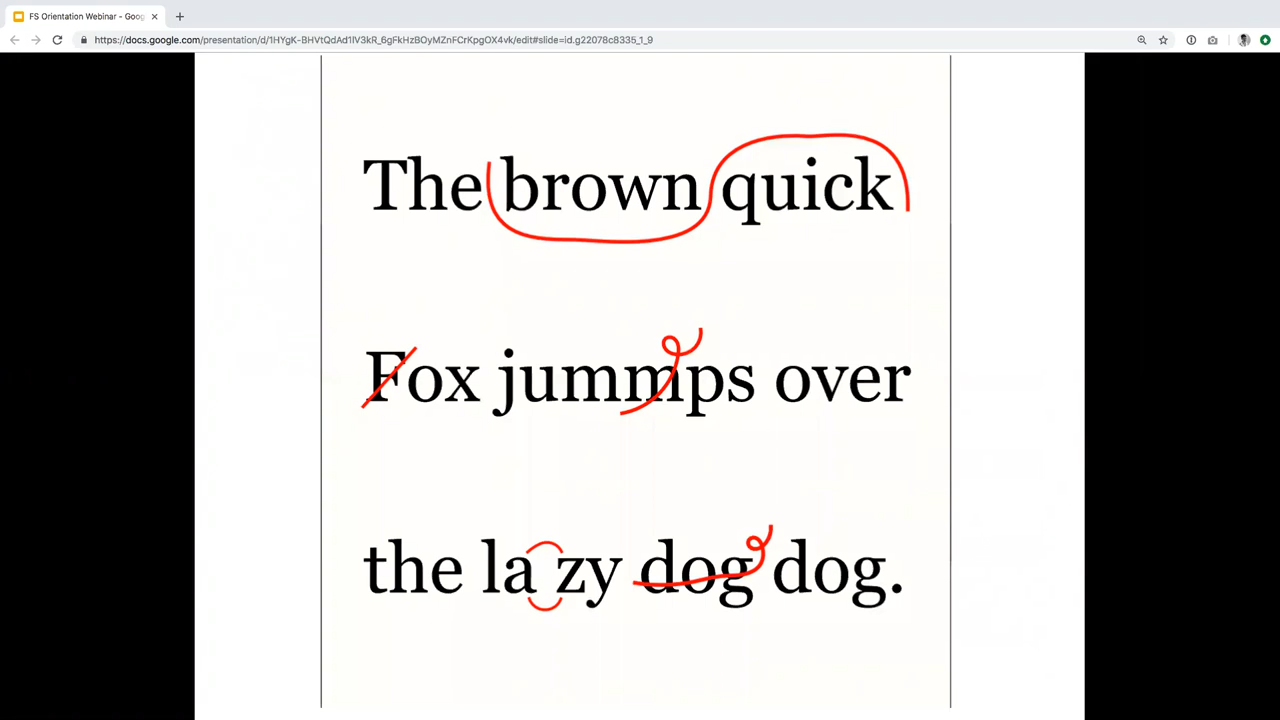 FS Orientation Webinar - Goog
https://docs.google.com/presentation/d/1HYgK-BHVtQdAd1lV3kR_6gFkHzBOyMZnFCrKpgOX4vk/edit#slide=id.g22078c8335_1_9
The brown quick
Fox jummps over
the la zy dog dog.